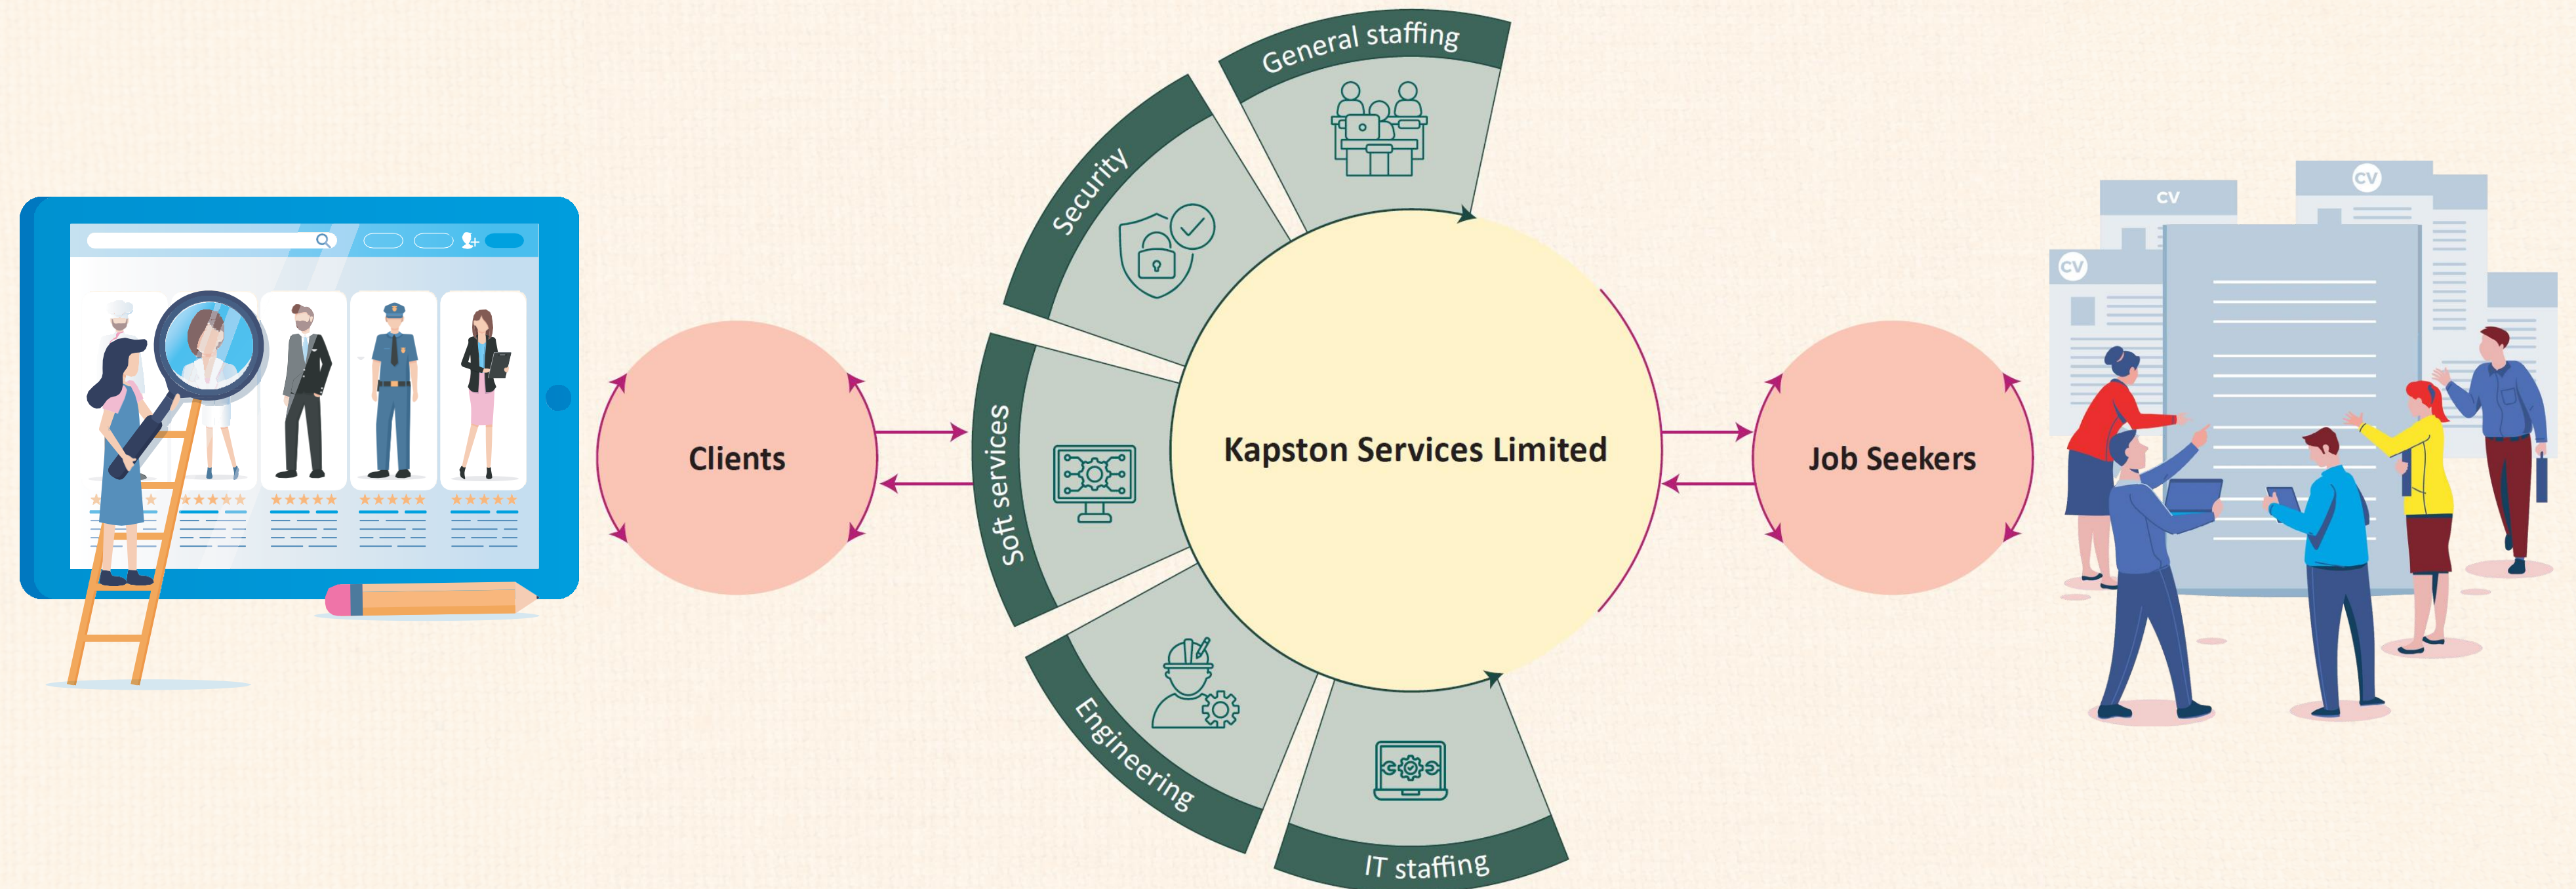 General staffing
Security
Soft services
Engineering
IT staffing
Clients
Kapston Services Limited
Job Seekers
CV
CV
CV